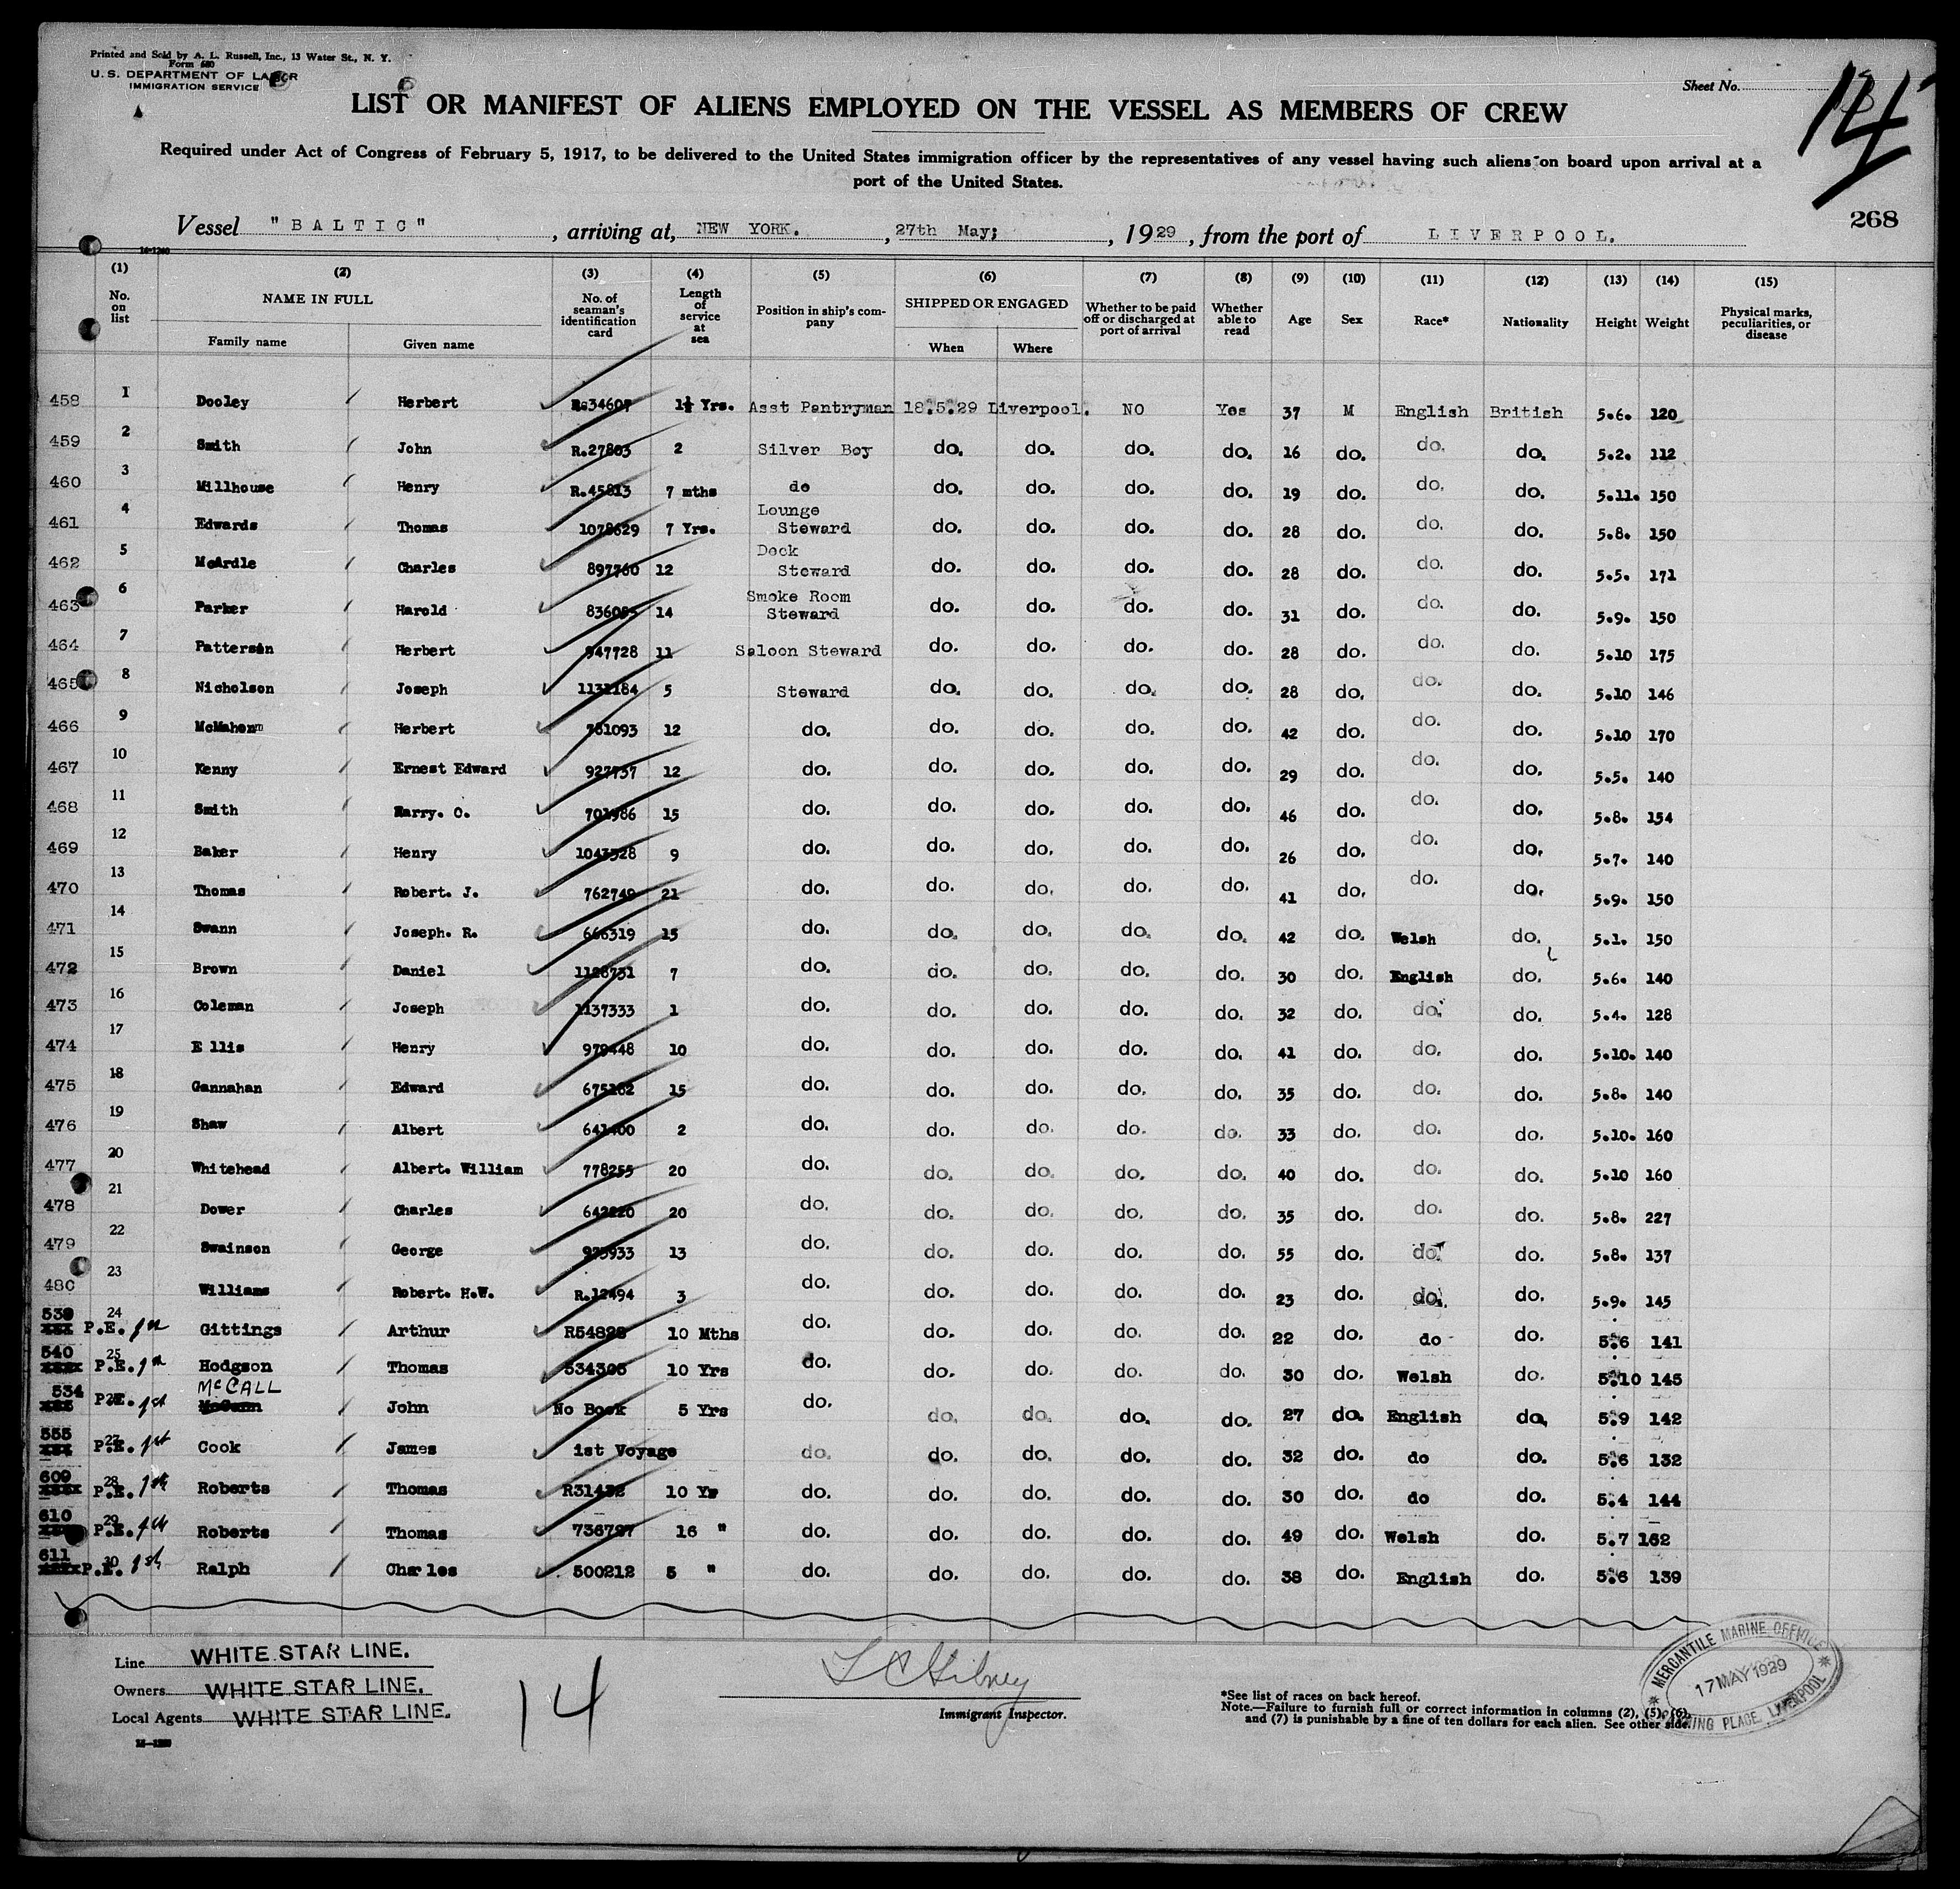 Printed and Sold by A. L. Russell, Inc., 13 Water St., N. Y.
Form 680
U. S. DEPARTMENT OF LABOR
IMMIGRATION SERVICE
Sheet No.
14
LIST OR MANIFEST OF ALIENS EMPLOYED ON THE VESSEL AS MEMBERS OF CREW
Required under Act of Congress of February 5, 1917, to be delivered to the United States immigration officer by the representatives of any vessel having such aliens on board upon arrival at a
port of the United States.
268
Vessel "BALTIC", arriving at, NEW YORK., 27th May;, 1929, from the port of LIVERPOOL.
(1) (2) (3) (4) (5) (6) (7) (8) (9) (10) (11) (12) (13) (14) (15)
No. on list NAME IN FULL Family name Given name No. of seaman's identification card Length of service at sea Position in ship's company SHIPPED OR ENGAGED When Where Whether to be paid off or discharged at port of arrival Whether able to read Age Sex Race* Nationality Height Weight Physical marks, peculiarities, or disease
458 1 Dooley Herbert 1½ Yrs. Asst Pantryman 18.5.29 Liverpool. NO Yes 37 M English British 5.6. 120
459 2 Smith John R.27803 2 Silver Boy do. do. do. do. 16 do. do. do. 5.2. 112
460 3 Millhouse Henry R.45813 7 mths do do. do. do. do. 19 do. do. do. 5.11. 150
461 4 Edwards Thomas 1078629 7 Yrs. Lounge Steward do. do. do. do. 28 do. do. do. 5.8. 150
462 5 McArdle Charles 897760 12 Deck Steward do. do. do. do. 28 do. do. do. 5.5. 171
463 6 Parker Harold 14 Smoke Room Steward do. do. do. do. 31 do. do. do. 5.9. 150
464 7 Patterson Herbert 947728 11 Saloon Steward do. do. do. do. 28 do. do. do. 5.10 175
465 8 Nicholson Joseph 5 Steward do. do. do. do. 28 do. do. do. 5.10 146
466 9 McMahon Herbert 761093 12 do. do. do. do. do. 42 do. do. do. 5.10 170
467 10 Kenny Ernest Edward 927737 12 do. do. do. do. do. 29 do. do. do. 5.5. 140
468 11 Smith Harry. O. 701986 15 do. do. do. do. do. 46 do. do. do. 5.8. 154
469 12 Baker Henry 1043528 9 do. do. do. do. do. 26 do. do. do. 5.7. 140
470 13 Thomas Robert. J. 762749 21 do. do. do. do. do. 41 do. do. do. 5.9. 150
471 14 Swann Joseph. R. 666319 15 do. do. do. do. do. 42 do. Welsh do. 5.1. 150
472 15 Brown Daniel 1128731 7 do. do. do. do. do. 30 do. English do. 5.6. 140
473 16 Coleman Joseph 1137333 1 do. do. do. do. do. 32 do. do. do. 5.4. 128
474 17 E llis Henry 979448 10 do. do. do. do. do. 41 do. do. do. 5.10. 140
475 18 Gannahan Edward 15 do. do. do. do. do. 35 do. do. do. 5.8. 140
476 19 Shaw Albert 641400 2 do. do. do. do. do. 33 do. do. do. 5.10. 160
477 20 Whitehead Albert. William 778255 20 do. do. do. do. do. 40 do. do. do. 5.10 160
478 21 Dower Charles 642220 20 do. do. do. do. do. 35 do. do. do. 5.8. 227
479 22 Swainson George 13 do. do. do. do. do. 55 do. do. do. 5.8. 137
480 23 Williams Robert. H.W. R.12494 3 do. do. do. do. do. 23 do. do. do. 5.9. 145
539 24 P.E. 1st Gittings Arthur R54828 10 Mths do. do. do. do. do. 22 do. do do. 5.6 141
540 25 P.E. 1st Hodgson Thomas 534305 10 Yrs do. do. do. do. do. 30 do. Welsh do. 5.10 145
534 P.E. 1st McCALL John No Book 5 Yrs do. do. do. do. do. 27 do. English do. 5.9 142
555 27 P.E. 1st Cook James 1st Voyage do. do. do. do. do. 32 do. do do. 5.6 132
609 28 P.E. 1st Roberts Thomas R31432 10 Yr do. do. do. do. do. 30 do. do do. 5.4 144
610 29 P.E. 1st Roberts Thomas 736797 16 " do. do. do. do. do. 49 do. Welsh do. 5.7 162
611 30 P.E. 1st Ralph Charles 500212 5 " do. do. do. do. do. 38 do. English do. 5.6 139
Line WHITE STAR LINE.
Owners WHITE STAR LINE.
Local Agents WHITE STAR LINE.
14
Immigrant Inspector.
*See list of races on back hereof.
Note.—Failure to furnish full or correct information in columns (2), (5), (6),
and (7) is punishable by a fine of ten dollars for each alien. See other side.
MERCANTILE MARINE OFFICE
17 MAY 1929
LANDING PLACE, LIVERPOOL